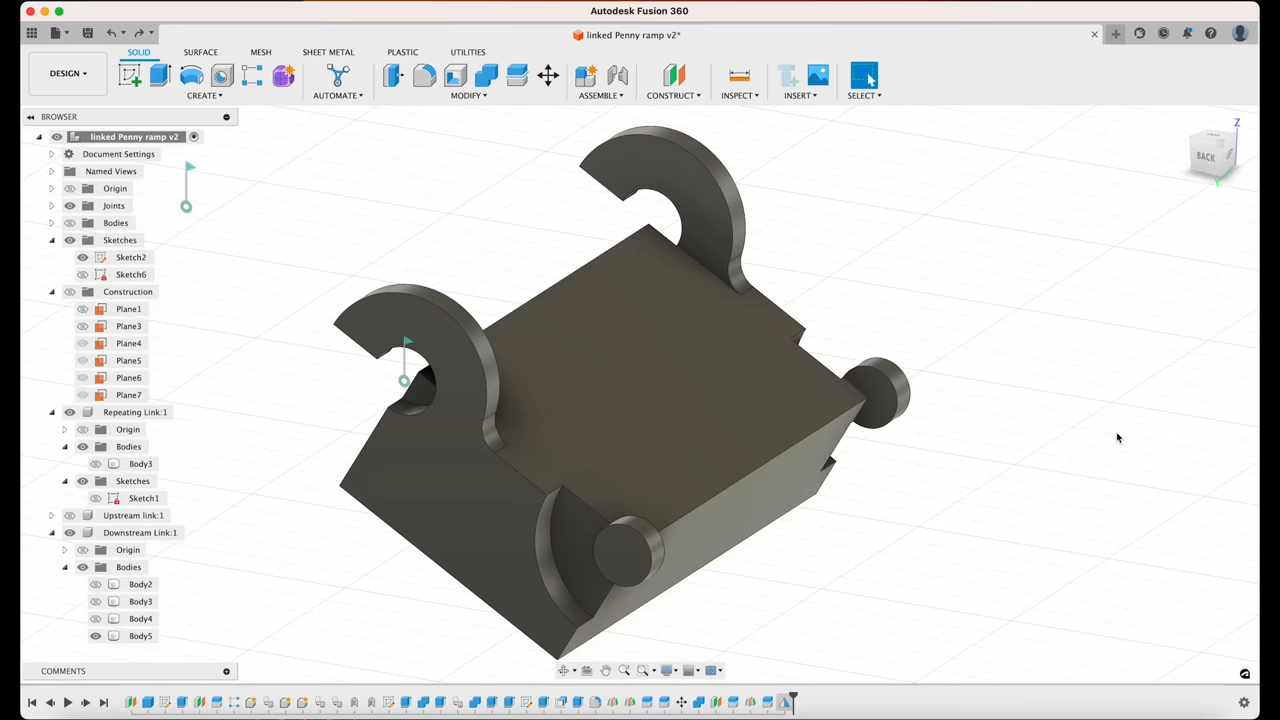 Autodesk Fusion 360
linked Penny ramp v2*
SOLID SURFACE MESH SHEET METAL PLASTIC UTILITIES
DESIGN
CREATE AUTOMATE MODIFY ASSEMBLE CONSTRUCT INSPECT INSERT SELECT
BROWSER
linked Penny ramp v2
Document Settings
Named Views
Origin
Joints
Bodies
Sketches
Sketch2
Sketch6
Construction
Plane1
Plane3
Plane4
Plane5
Plane6
Plane7
Repeating Link:1
Origin
Bodies
Body3
Sketches
Sketch1
Upstream link:1
Downstream Link:1
Origin
Bodies
Body2
Body3
Body4
Body5
COMMENTS
Z
BACK
Y